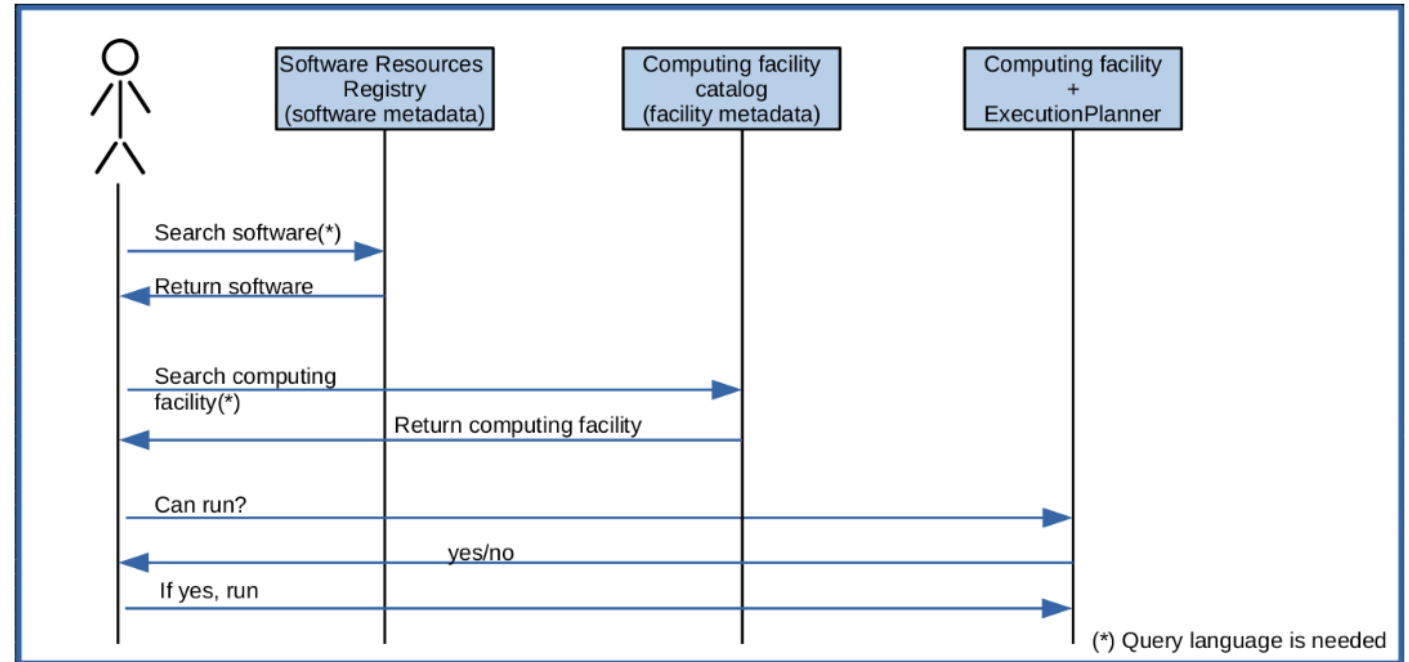 Software Resources
Registry
(software metadata)
Computing facility
catalog
(facility metadata)
Computing facility
+
ExecutionPlanner
Search software(*)
Return software
Search computing
facility(*)
Return computing facility
Can run?
yes/no
If yes, run
(*) Query language is needed